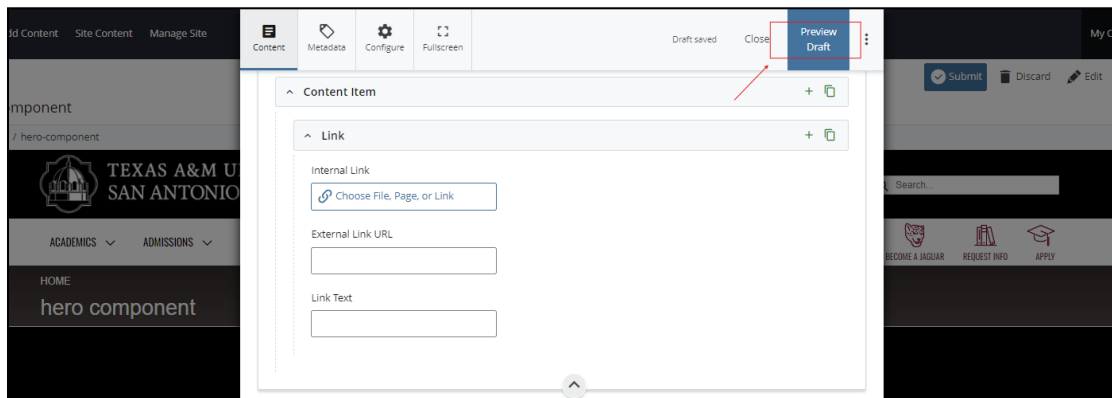 dd Content Site Content Manage Site
Content Metadata Configure Fullscreen
Draft saved Close Preview Draft
My C
Submit Discard Edit
mponent
/ hero-component
Content Item
Link
Internal Link
Choose File, Page, or Link
External Link URL
Link Text
TEXAS A&M U
SAN ANTONIO
Search...
ACADEMICS ADMISSIONS
BECOME A JAGUAR REQUEST INFO APPLY
HOME
hero component